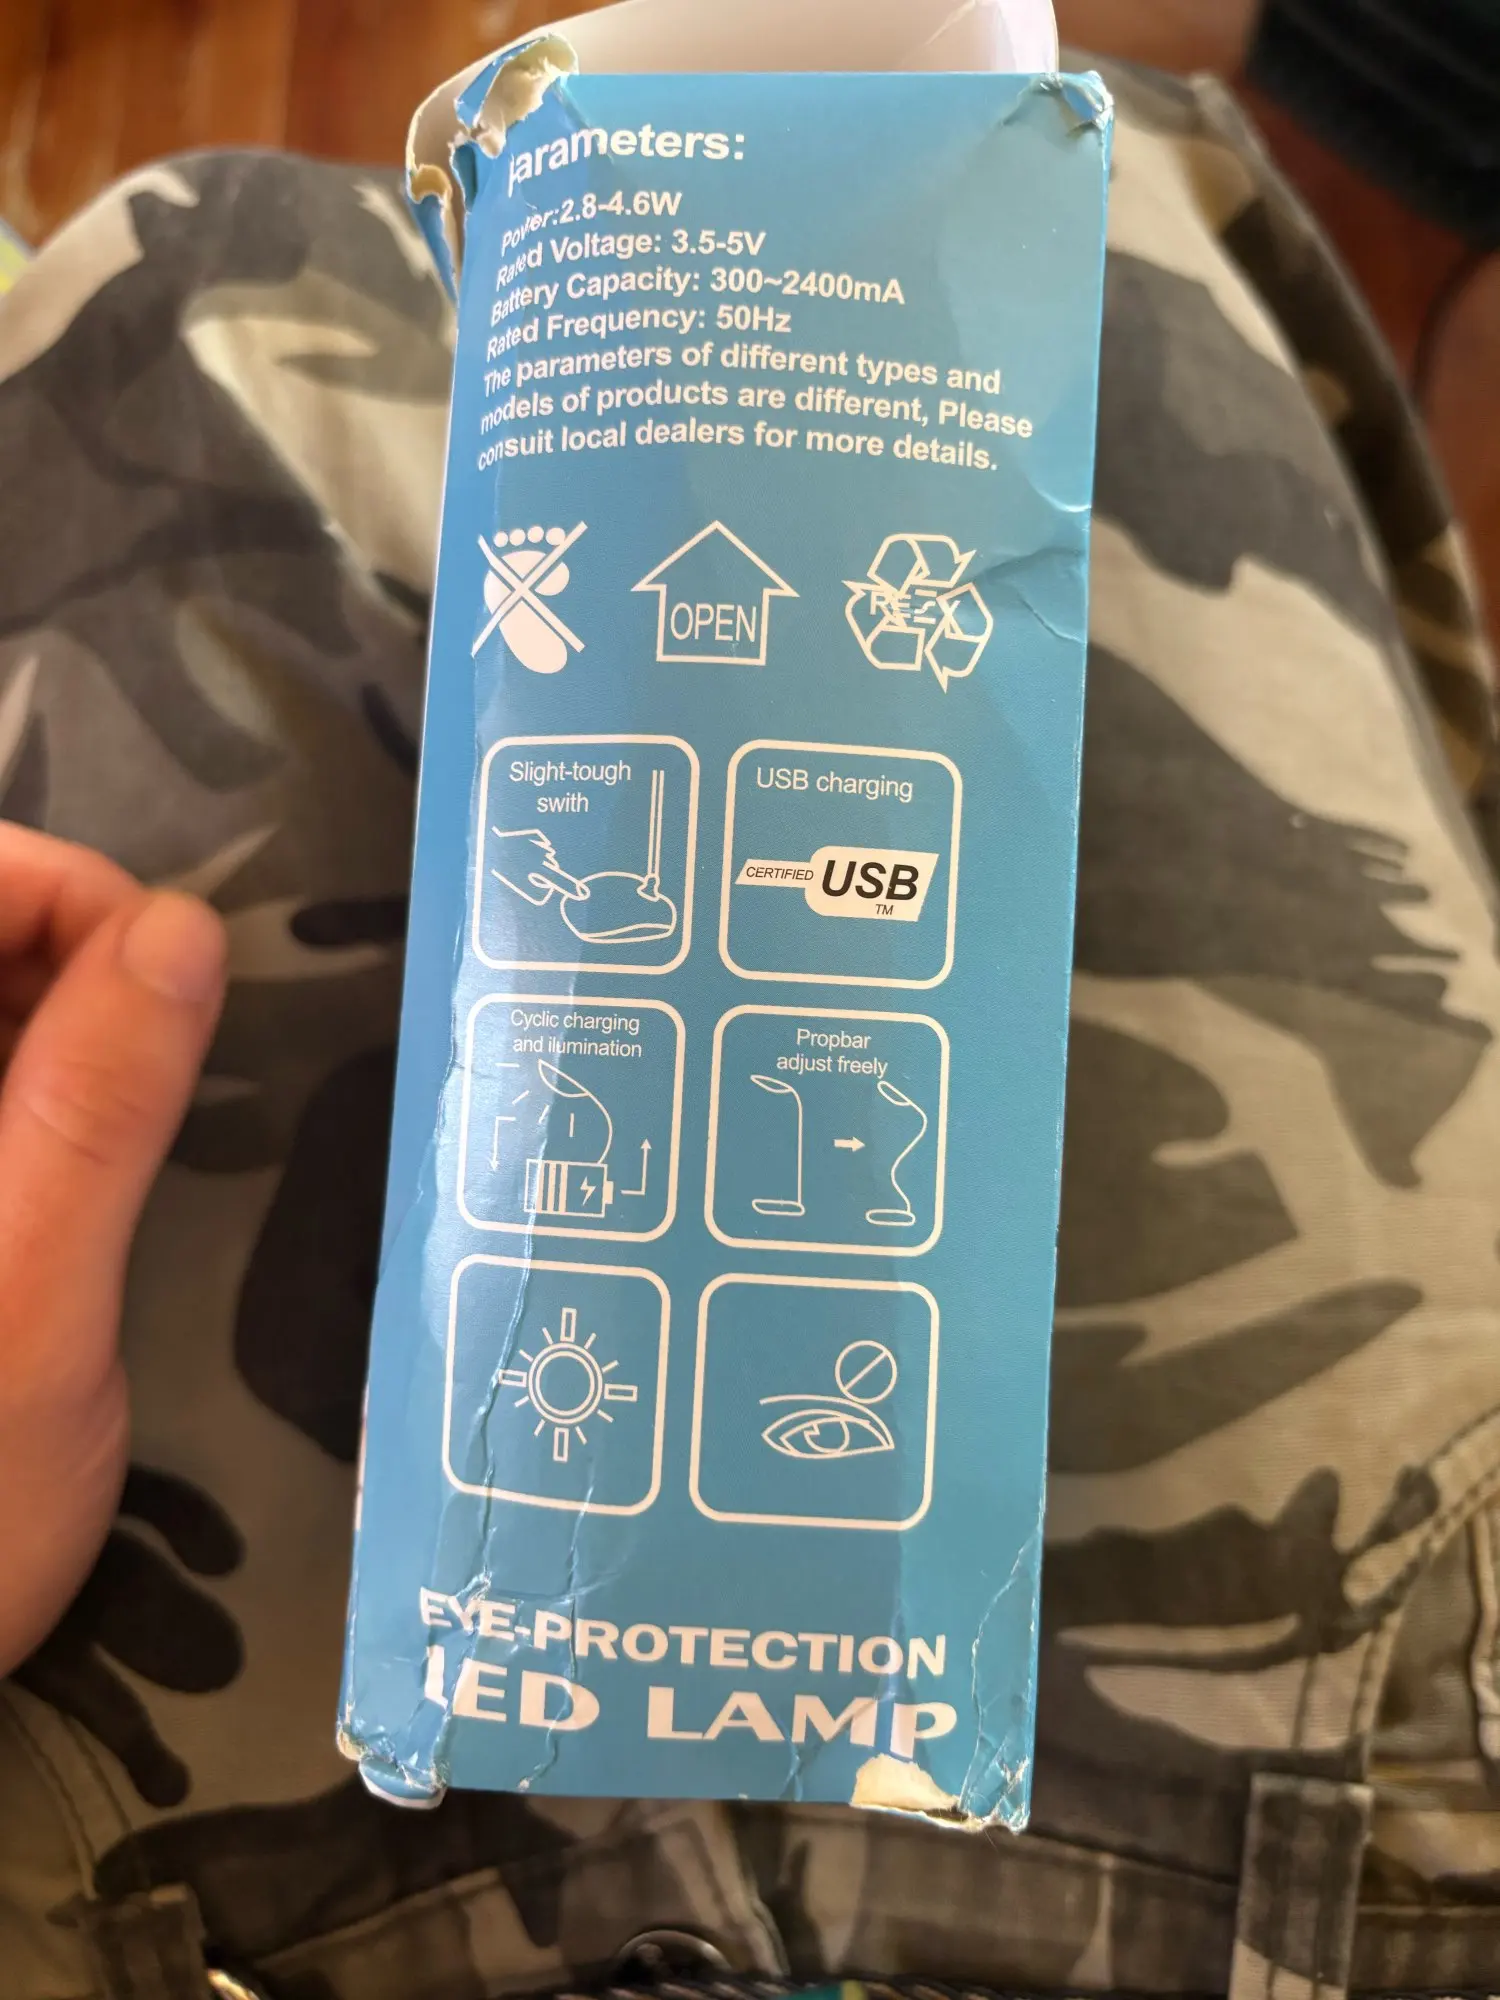 Parameters:
Power:2.8-4.6W
Rated Voltage: 3.5-5V
Battery Capacity: 300~2400mA
Rated Frequency: 50Hz
The parameters of different types and
models of products are different, Please
consuit local dealers for more details.
OPEN
RESY
Slight-tough
swith
USB charging
CERTIFIED USB
TM
Cyclic charging
and ilumination
Propbar
adjust freely
EYE-PROTECTION
LED LAMP